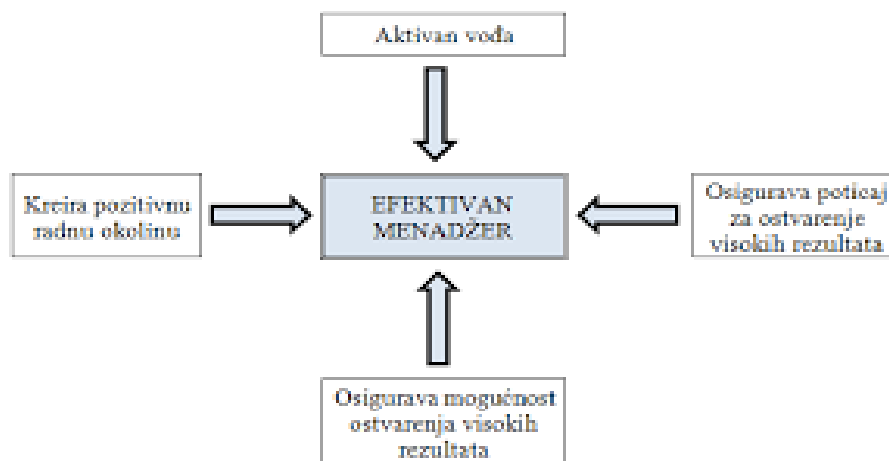 Aktivan vođa
Kreira pozitivnu
radnu okolinu
EFEKTIVAN
MENADŽER
Osigurava poticaj
za ostvarenje
visokih rezultata
Osigurava mogućnost
ostvarenja visokih
rezultata